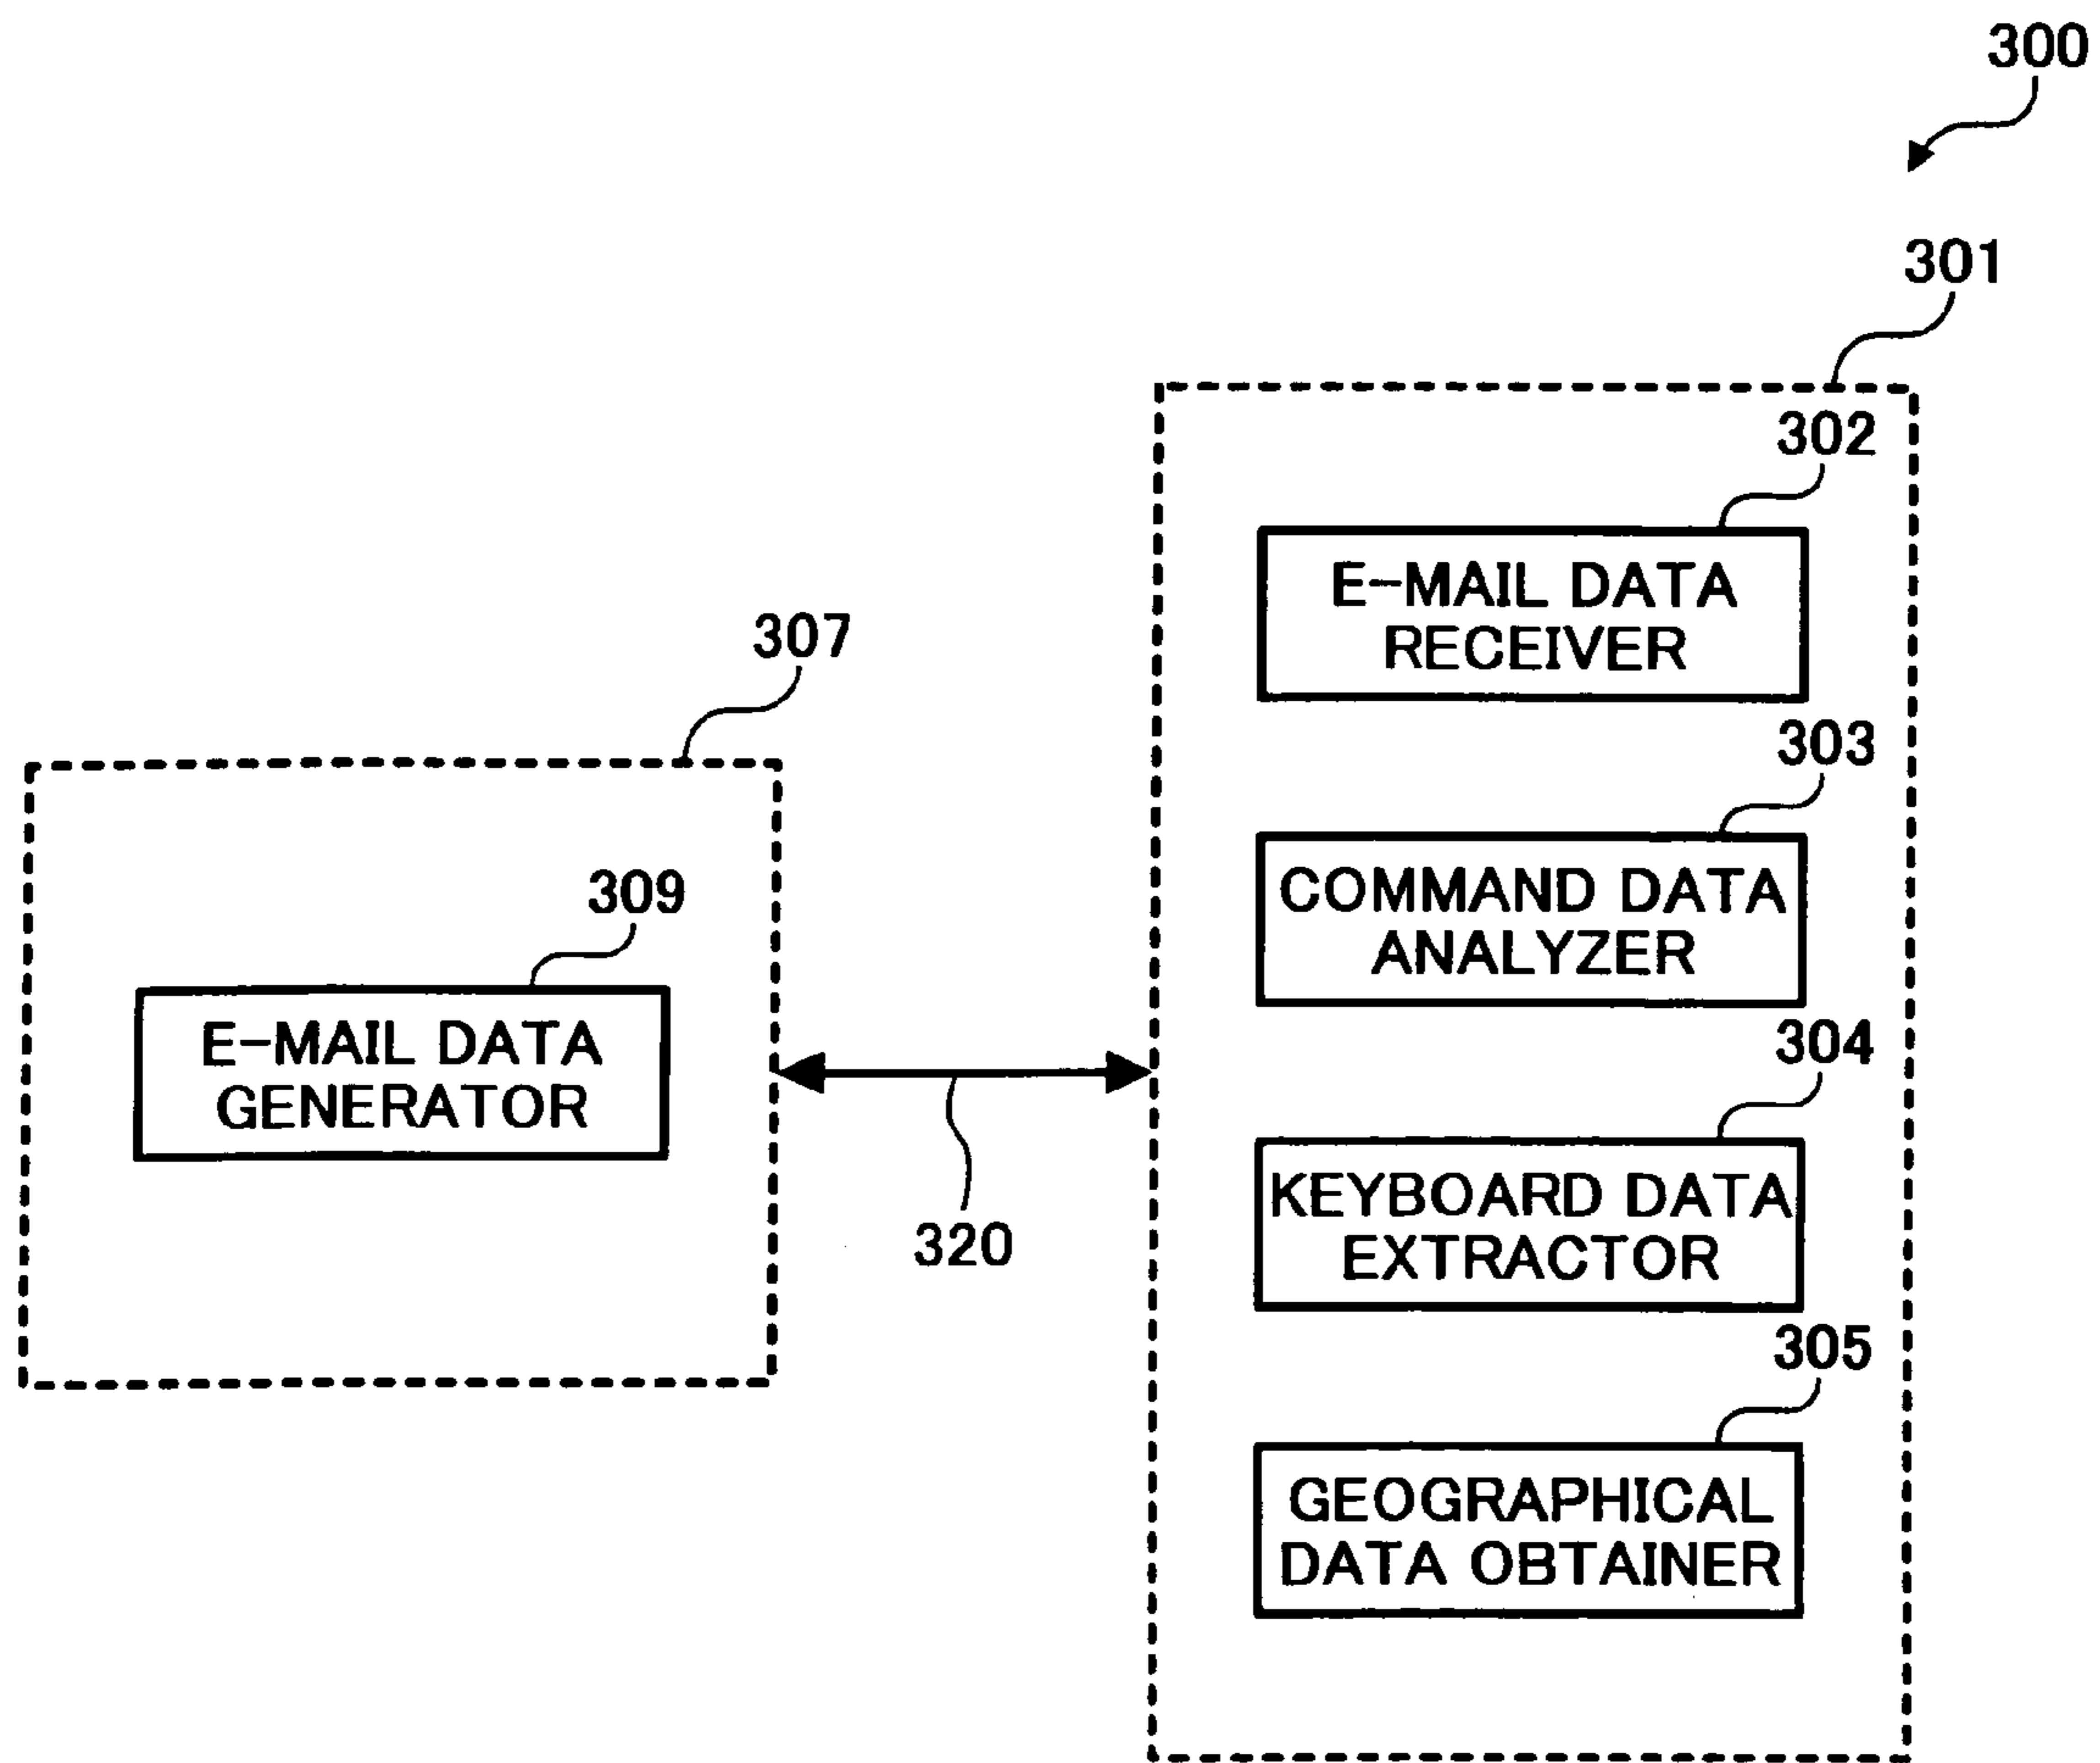 300
301
302
E-MAIL DATA
RECEIVER
307
303
COMMAND DATA
ANALYZER
309
E-MAIL DATA
GENERATOR
304
KEYBOARD DATA
EXTRACTOR
320
305
GEOGRAPHICAL
DATA OBTAINER